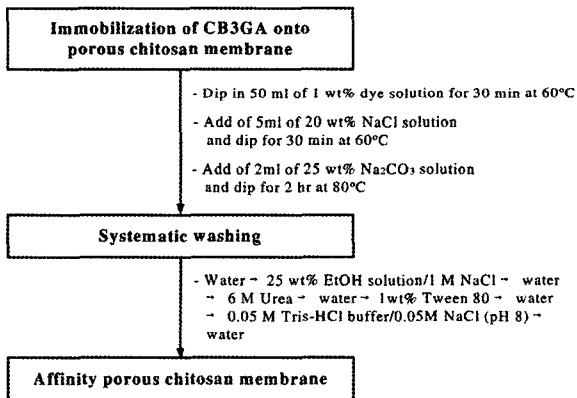 Immobilization of CB3GA onto
porous chitosan membrane
- Dip in 50 ml of 1 wt% dye solution for 30 min at 60°C
- Add of 5ml of 20 wt% NaCl solution
and dip for 30 min at 60°C
- Add of 2ml of 25 wt% Na₂CO₃ solution
and dip for 2 hr at 80°C
Systematic washing
- Water → 25 wt% EtOH solution/1 M NaCl → water
→ 6 M Urea → water → 1wt% Tween 80 → water
→ 0.05 M Tris-HCl buffer/0.05M NaCl (pH 8) →
water
Affinity porous chitosan membrane